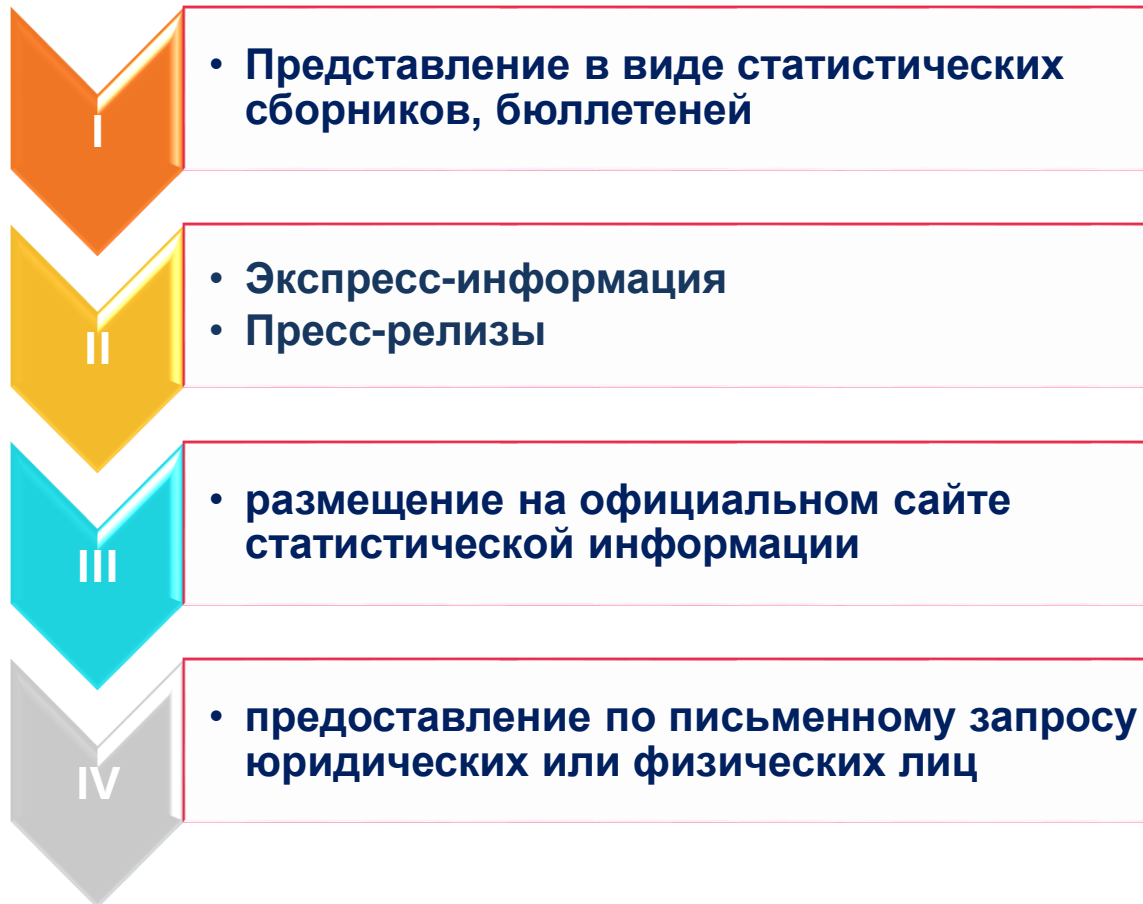 I
• Представление в виде статистических
сборников, бюллетеней
II
• Экспресс-информация
• Пресс-релизы
III
• размещение на официальном сайте
статистической информации
IV
• предоставление по письменному запросу
юридических или физических лиц